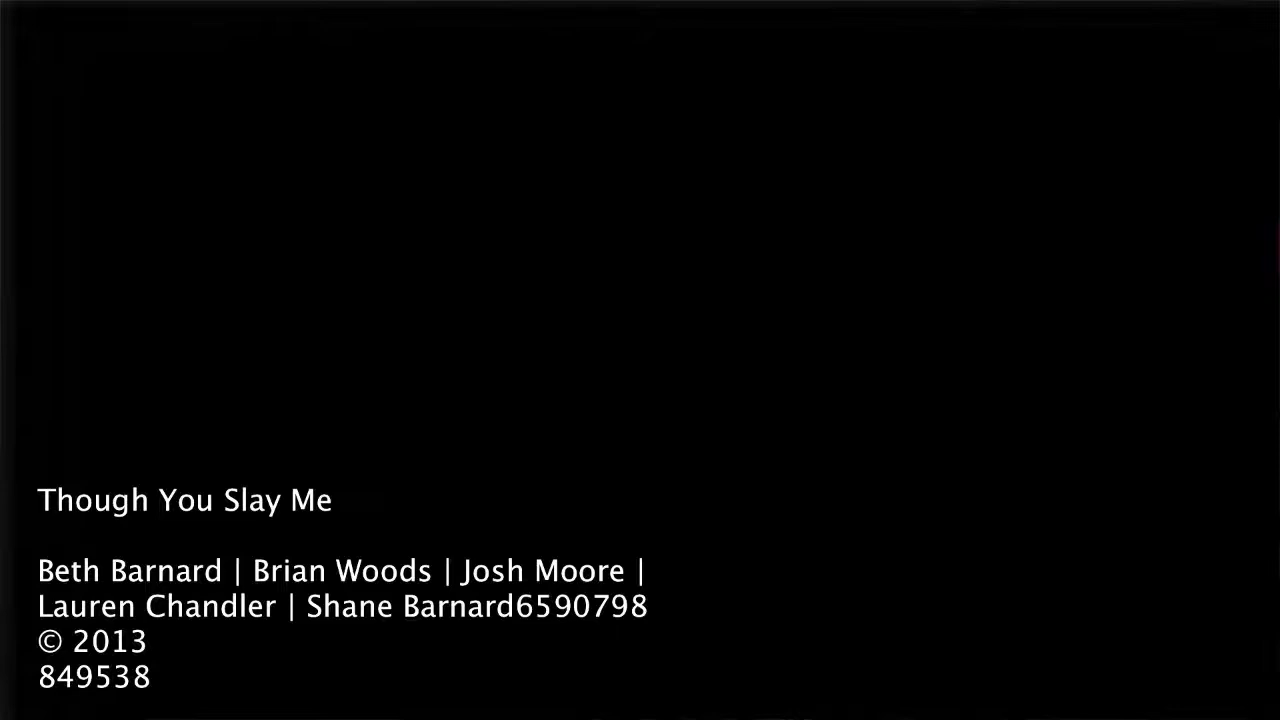 Though You Slay Me
Beth Barnard | Brian Woods | Josh Moore |
Lauren Chandler | Shane Barnard6590798
© 2013
849538